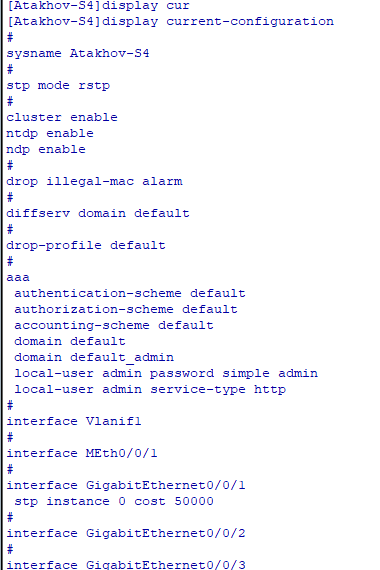 [Atakhov-S4]display cur
[Atakhov-S4]display current-configuration
#
sysname Atakhov-S4
#
stp mode rstp
#
cluster enable
ntdp enable
ndp enable
#
drop illegal-mac alarm
#
diffserv domain default
#
drop-profile default
#
aaa
 authentication-scheme default
 authorization-scheme default
 accounting-scheme default
 domain default
 domain default_admin
 local-user admin password simple admin
 local-user admin service-type http
#
interface Vlanif1
#
interface MEth0/0/1
#
interface GigabitEthernet0/0/1
 stp instance 0 cost 50000
#
interface GigabitEthernet0/0/2
#
interface GigabitEthernet0/0/3